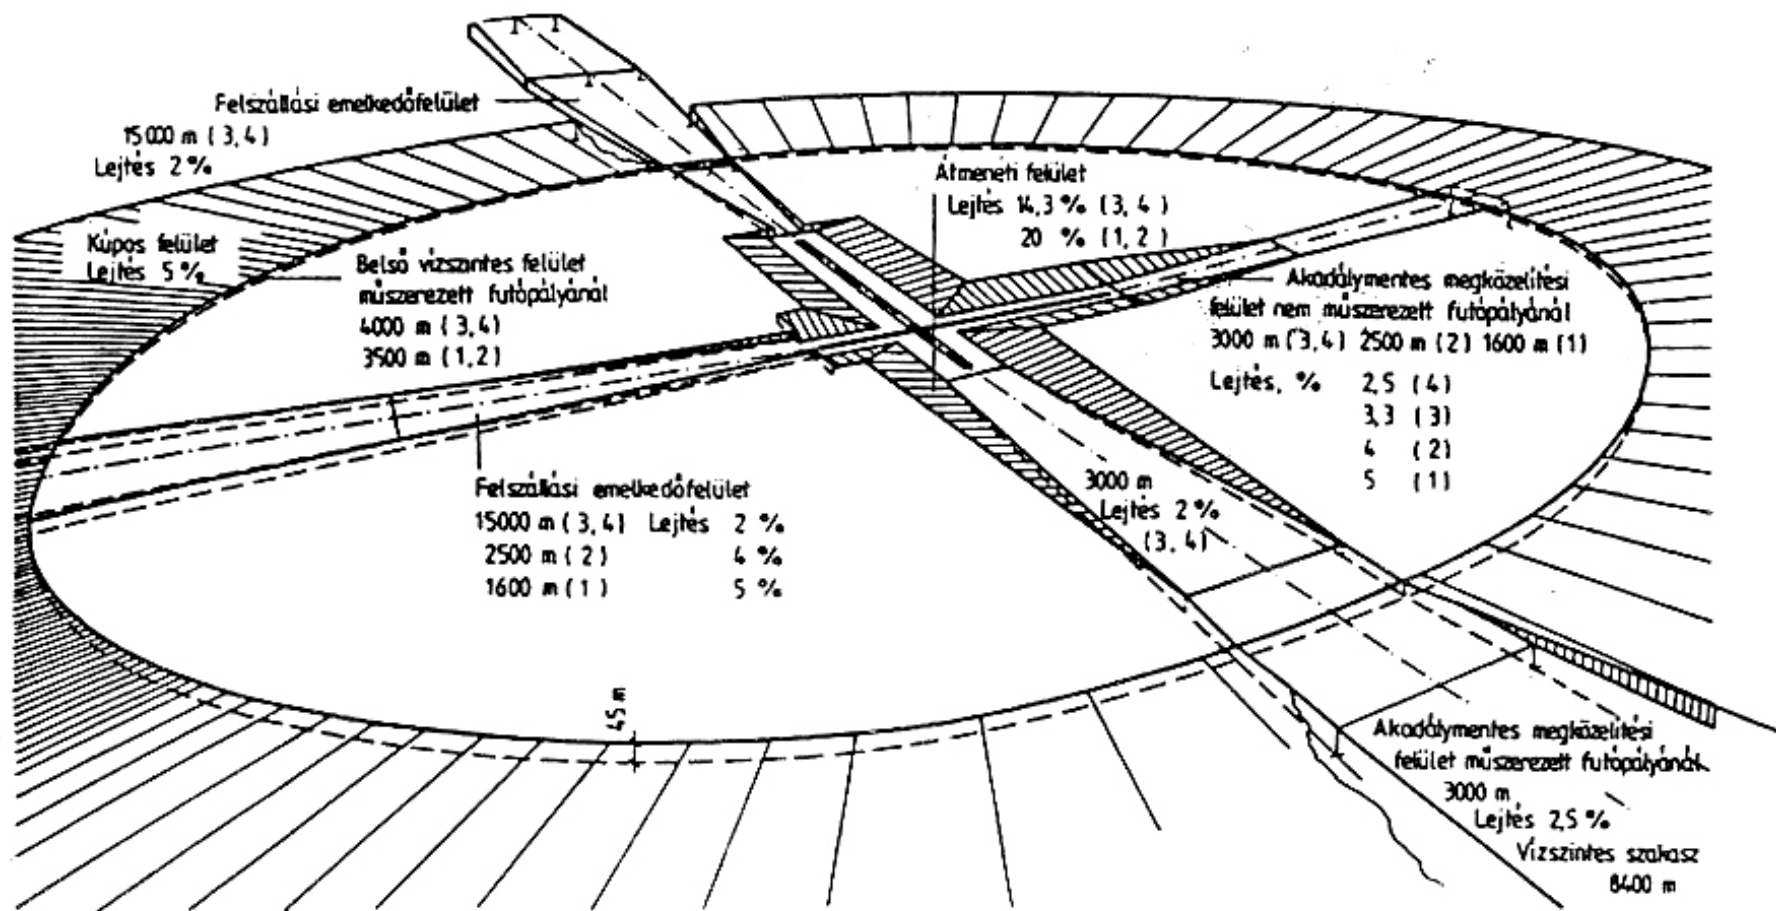 Felszállási emelkedőfelület
15000 m (3,4)
Lejtés 2 %
Kúpos felület
Lejtés 5 %
Belső vízszintes felület
műszerezett futópályánál
4000 m (3,4)
3500 m (1,2)
Átmeneti felület
Lejtés 14,3 % (3,4)
20 % (1,2)
Akadálymentes megközelítési
felület nem műszerezett futópályánál
3000 m (3,4) 2500 m (2) 1600 m (1)
Lejtés, % 2,5 (4)
3,3 (3)
4 (2)
5 (1)
Felszállási emelkedőfelület
15000 m (3,4) Lejtés 2 %
2500 m (2) 4 %
1600 m (1) 5 %
3000 m
Lejtés 2 %
(3,4)
45 m
Akadálymentes megközelítési
felület műszerezett futópályánál
3000 m
Lejtés 2,5 %
Vízszintes szakasz
8400 m